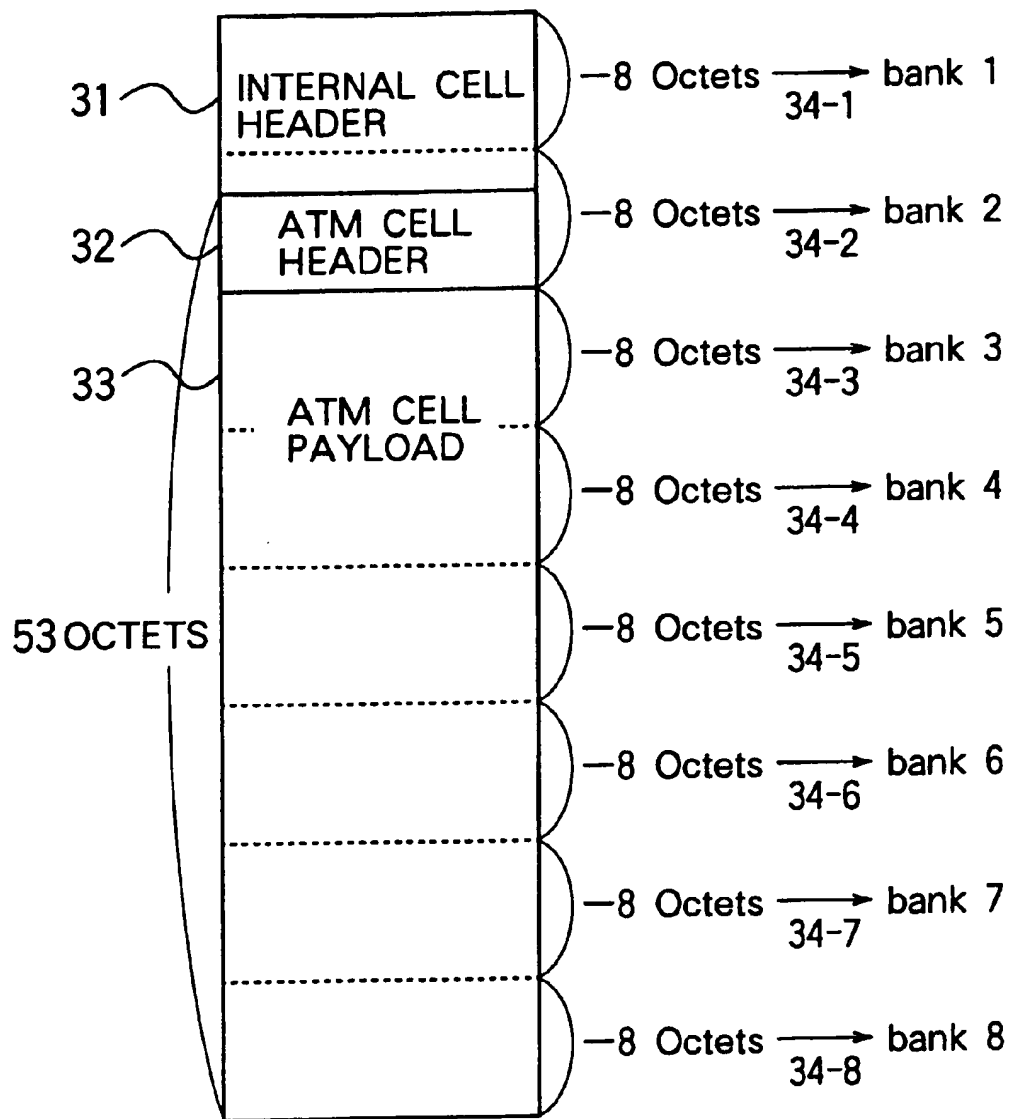 31
INTERNAL CELL
HEADER
—8 Octets
34-1
bank 1
32
ATM CELL
HEADER
—8 Octets
34-2
bank 2
33
ATM CELL
PAYLOAD
—8 Octets
34-3
bank 3
—8 Octets
34-4
bank 4
53 OCTETS
—8 Octets
34-5
bank 5
—8 Octets
34-6
bank 6
—8 Octets
34-7
bank 7
—8 Octets
34-8
bank 8